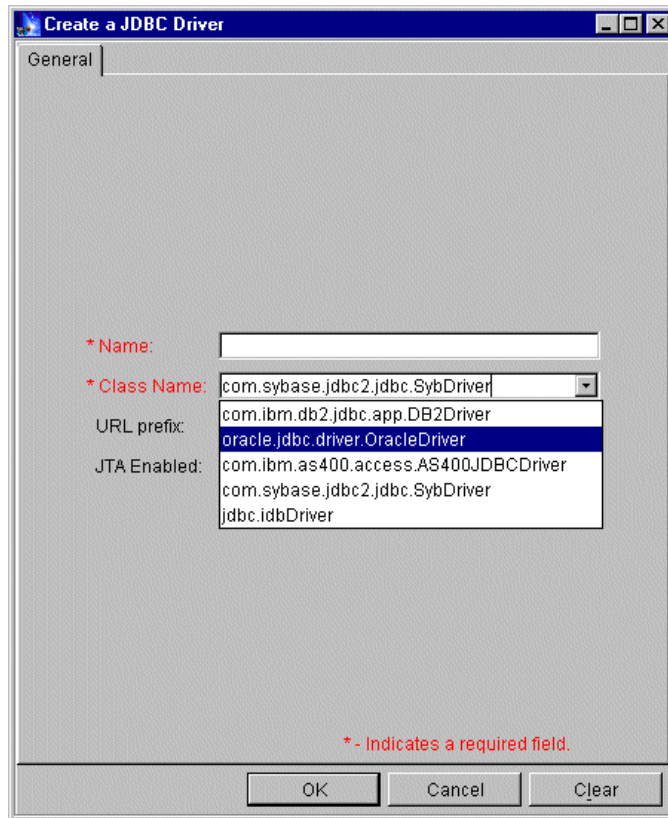 Create a JDBC Driver
General
* Name:
* Class Name: com.sybase.jdbc2.jdbc.SybDriver
com.ibm.db2.jdbc.app.DB2Driver
URL prefix:
oracle.jdbc.driver.OracleDriver
JTA Enabled: com.ibm.as400.access.AS400JDBCDriver
com.sybase.jdbc2.jdbc.SybDriver
jdbc.idbDriver
* - Indicates a required field.
OK Cancel Clear